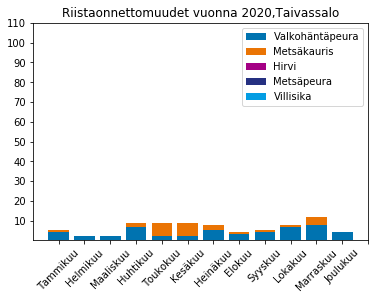 Riistaonnettomuudet vuonna 2020,Taivassalo
110
100
90
80
70
60
50
40
30
20
10
Valkohäntäpeura
Metsäkauris
Hirvi
Metsäpeura
Villisika
Tammikuu
Helmikuu
Maaliskuu
Huhtikuu
Toukokuu
Kesäkuu
Heinäkuu
Elokuu
Syyskuu
Lokakuu
Marraskuu
Joulukuu